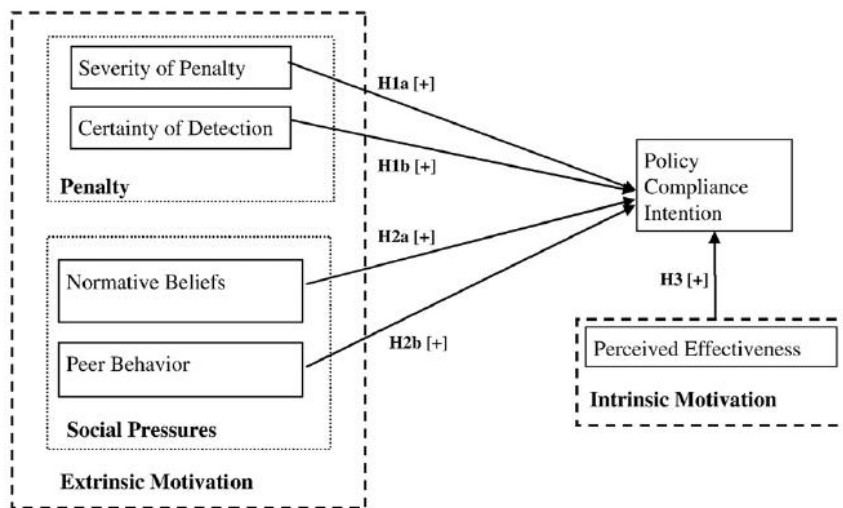 Severity of Penalty
Certainty of Detection
Penalty
H1a [+]
H1b [+]
Normative Beliefs
Peer Behavior
Social Pressures
Extrinsic Motivation
H2a [+]
H2b [+]
Policy
Compliance
Intention
H3 [+]
Perceived Effectiveness
Intrinsic Motivation